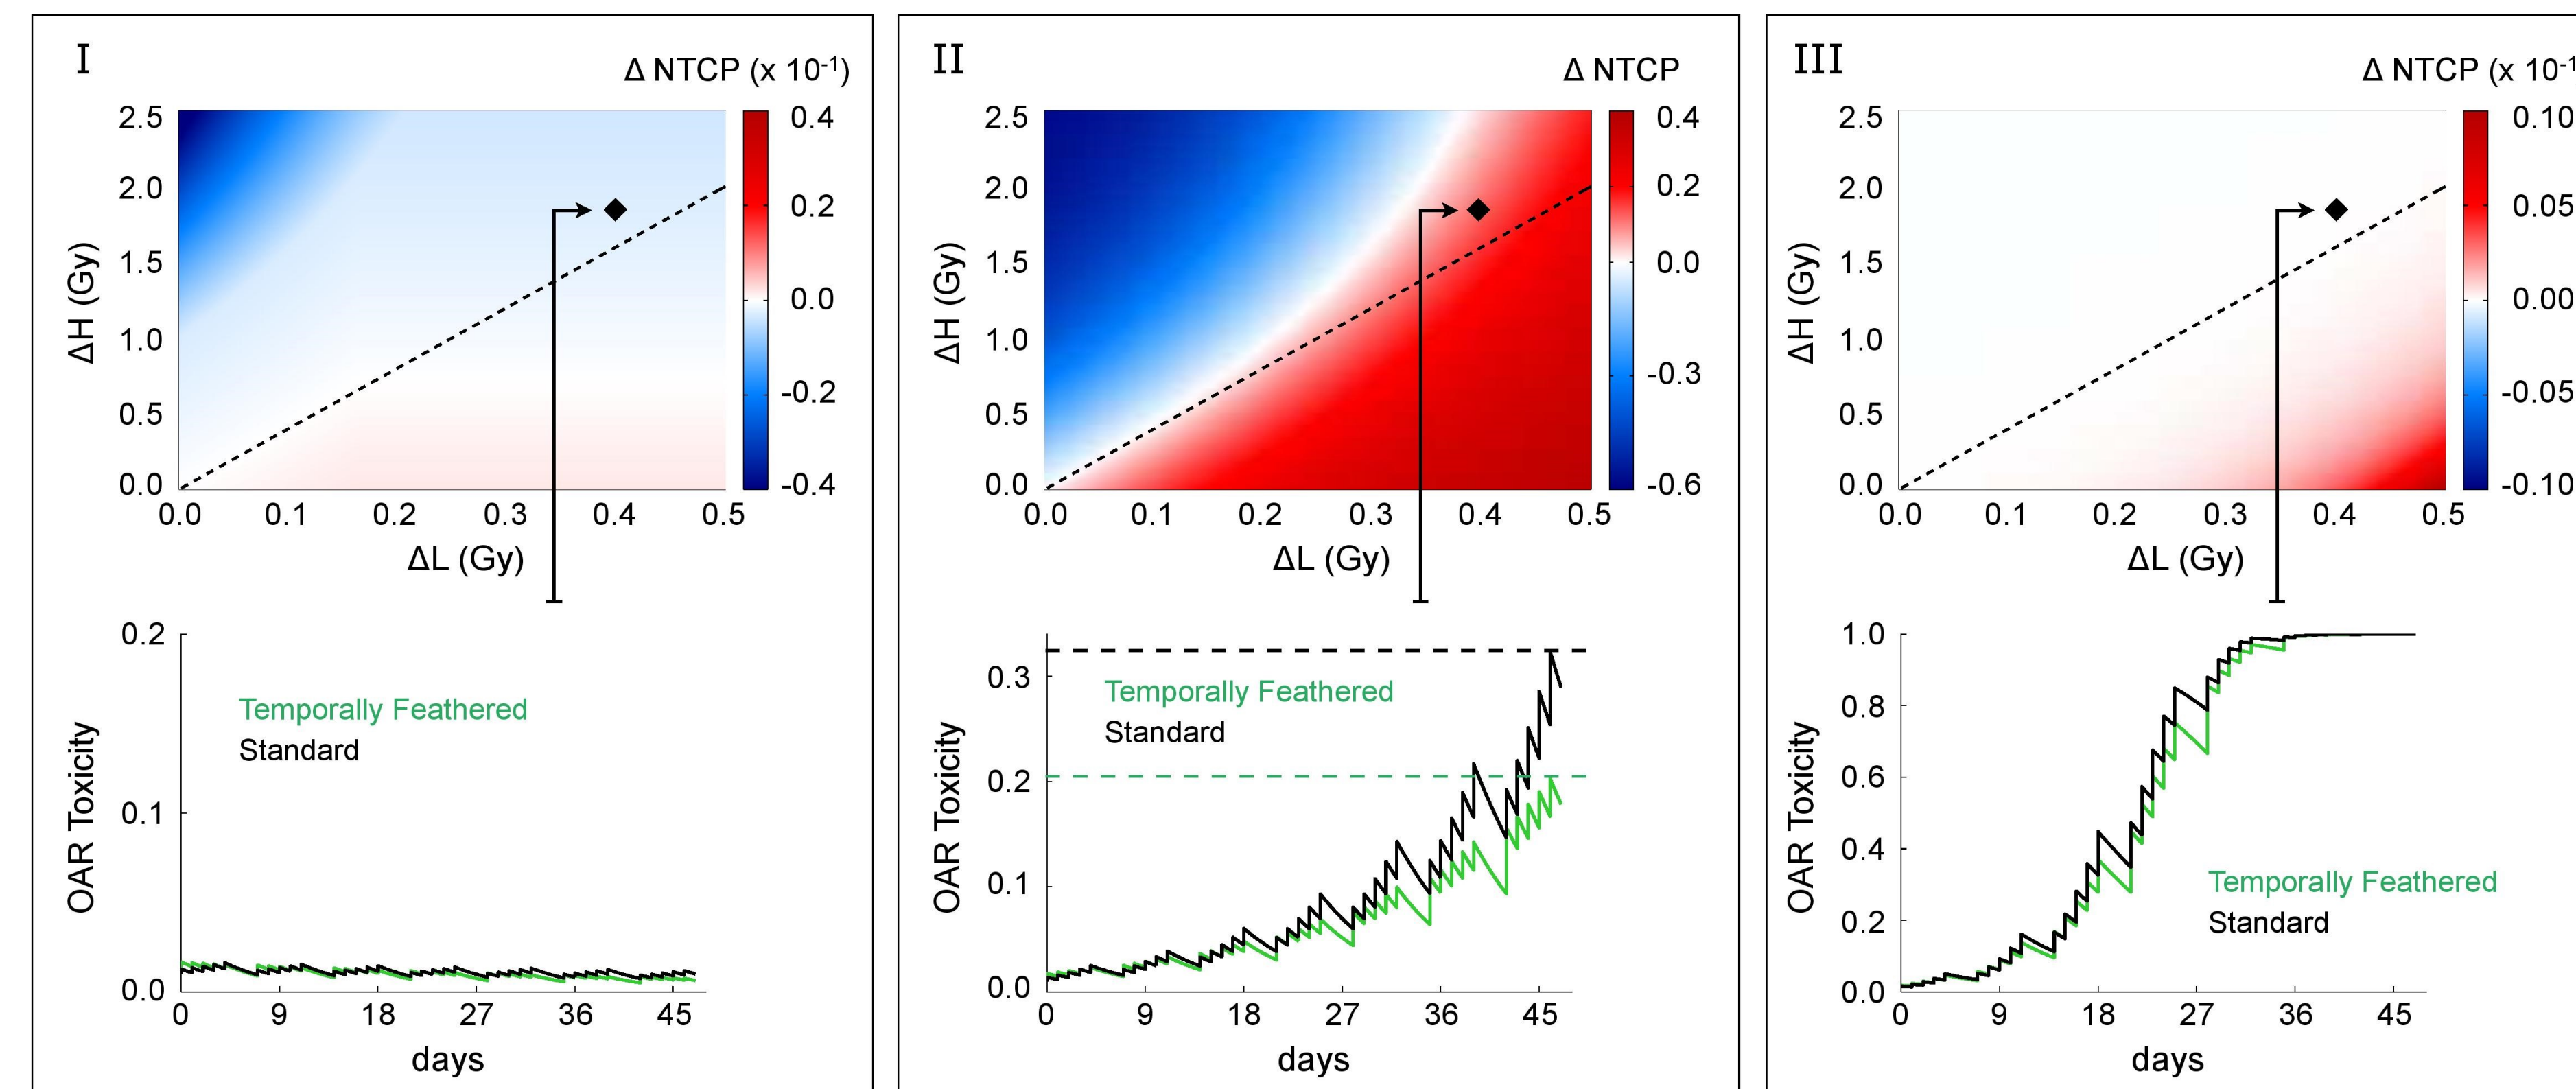 I
Δ NTCP (x 10-1)
2.5
2.0
1.5
1.0
0.5
0.0
ΔH (Gy)
0.4
0.2
0.0
-0.2
-0.4
0.0 0.1 0.2 0.3 0.4 0.5
ΔL (Gy)
0.2
0.1
0.0
OAR Toxicity
Temporally Feathered
Standard
0 9 18 27 36 45
days
II
Δ NTCP
2.5
2.0
1.5
1.0
0.5
0.0
ΔH (Gy)
0.4
0.2
0.0
-0.3
-0.6
0.0 0.1 0.2 0.3 0.4 0.5
ΔL (Gy)
0.3
0.2
0.1
0.0
OAR Toxicity
Temporally Feathered
Standard
0 9 18 27 36 45
days
III
Δ NTCP (x 10-1
2.5
2.0
1.5
1.0
0.5
0.0
ΔH (Gy)
0.10
0.05
0.00
-0.05
-0.10
0.0 0.1 0.2 0.3 0.4 0.5
ΔL (Gy)
1.0
0.8
0.6
0.4
0.2
0.0
OAR Toxicity
Temporally Feathered
Standard
0 9 18 27 36 45
days